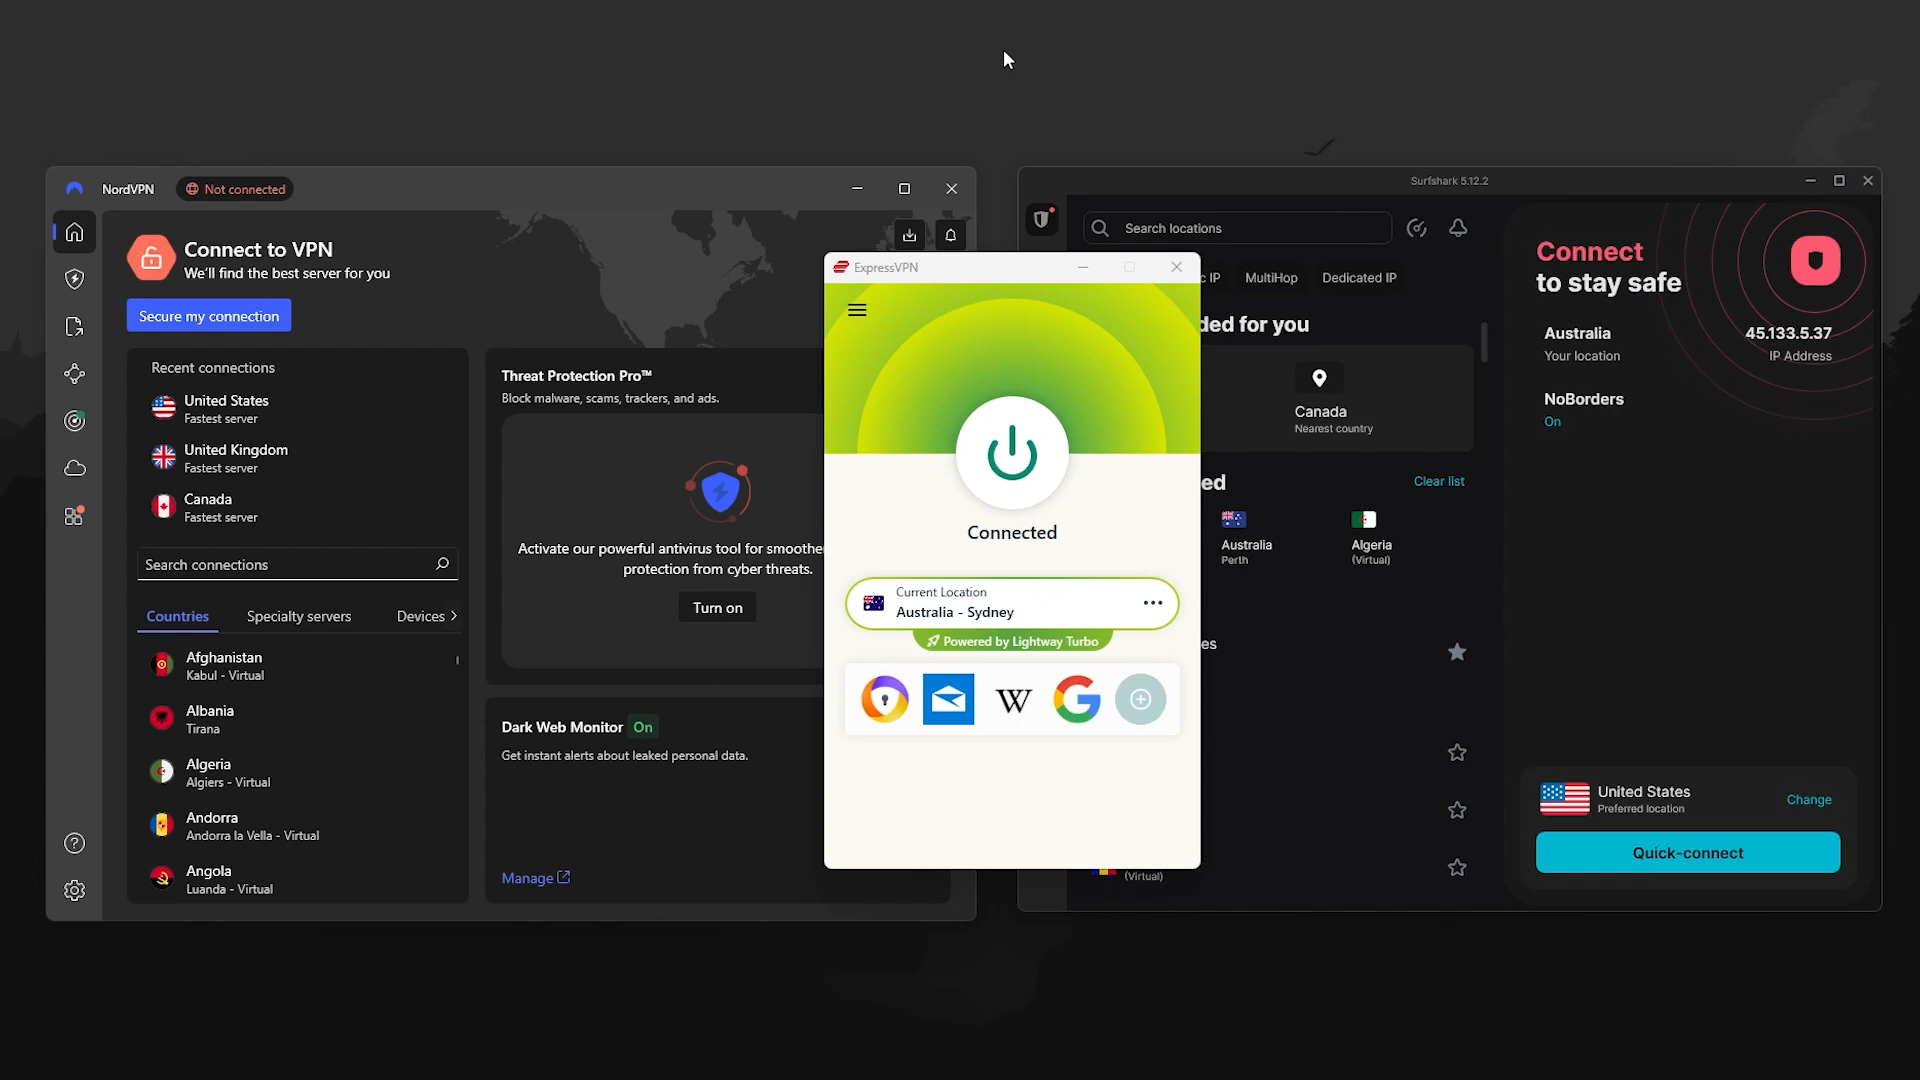 NordVPN
Not connected
Connect to VPN
We'll find the best server for you
Secure my connection
Recent connections
United States
Fastest server
United Kingdom
Fastest server
Canada
Fastest server
Search connections
Countries
Specialty servers
Devices
Afghanistan
Kabul - Virtual
Albania
Tirana
Algeria
Algiers - Virtual
Andorra
Andorra la Vella - Virtual
Angola
Luanda - Virtual
Threat Protection Pro™
Block malware, scams, trackers, and ads.
Activate our powerful antivirus tool for smoothe
protection from cyber threats.
Turn on
Dark Web Monitor On
Get instant alerts about leaked personal data.
Manage
ExpressVPN
Connected
Current Location
Australia - Sydney
Powered by Lightway Turbo
W
G
Surfshark 5.12.2
Search locations
c IP
MultiHop
Dedicated IP
ded for you
Canada
Nearest country
ed
Clear list
Australia
Perth
Algeria
(Virtual)
es
(Virtual)
Connect
to stay safe
Australia
Your location
45.133.5.37
IP Address
NoBorders
On
United States
Preferred location
Change
Quick-connect